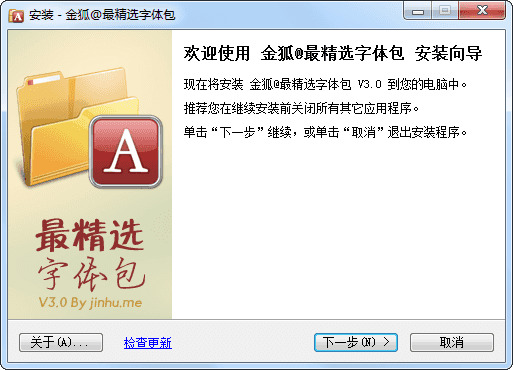 安装 - 金狐@最精选字体包
欢迎使用 金狐@最精选字体包 安装向导
现在将安装 金狐@最精选字体包 V3.0 到您的电脑中。
推荐您在继续安装前关闭所有其它应用程序。
单击“下一步”继续，或单击“取消”退出安装程序。
A
最精选
字体包
V3.0 By jinhu.me
关于(A)...
检查更新
下一步(N) >
取消